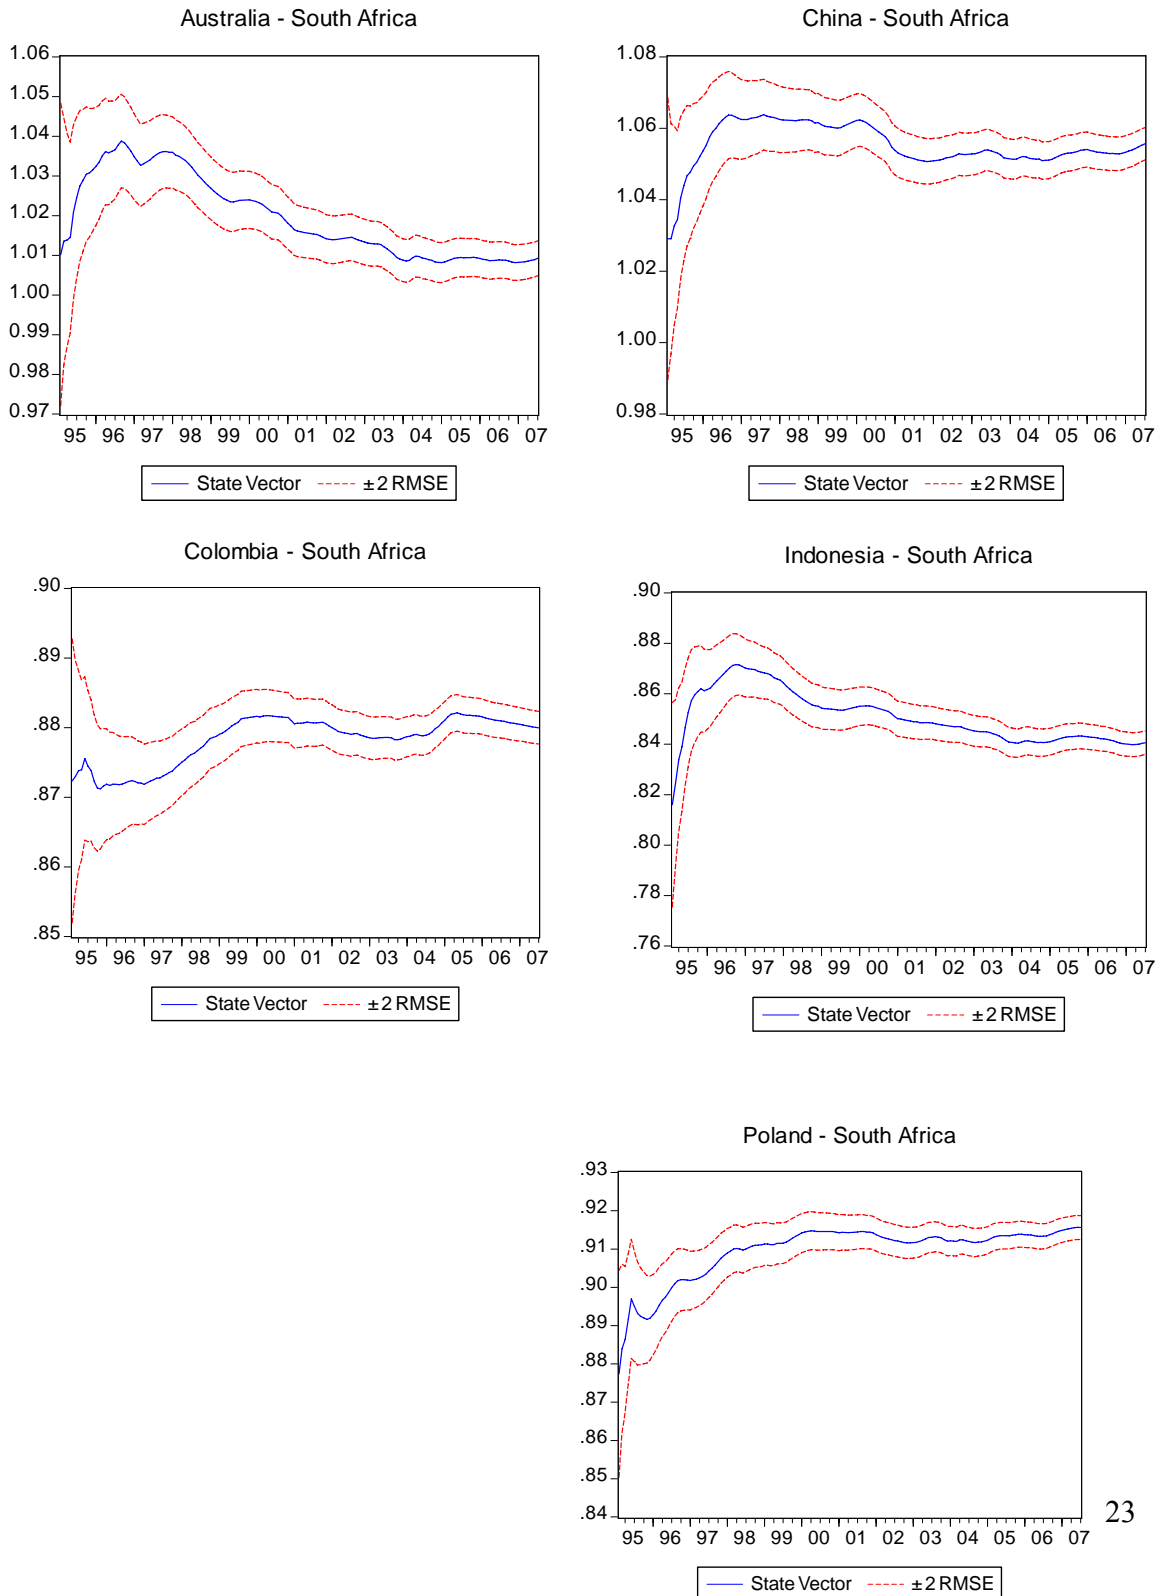 Australia - South Africa
1.06
1.05
1.04
1.03
1.02
1.01
1.00
0.99
0.98
0.97
95 96 97 98 99 00 01 02 03 04 05 06 07
State Vector ±2 RMSE
China - South Africa
1.08
1.06
1.04
1.02
1.00
0.98
95 96 97 98 99 00 01 02 03 04 05 06 07
State Vector ±2 RMSE
Colombia - South Africa
.90
.89
.88
.87
.86
.85
95 96 97 98 99 00 01 02 03 04 05 06 07
State Vector ±2 RMSE
Indonesia - South Africa
.90
.88
.86
.84
.82
.80
.78
.76
95 96 97 98 99 00 01 02 03 04 05 06 07
State Vector ±2 RMSE
Poland - South Africa
.93
.92
.91
.90
.89
.88
.87
.86
.85
.84
95 96 97 98 99 00 01 02 03 04 05 06 07
State Vector ±2 RMSE
23